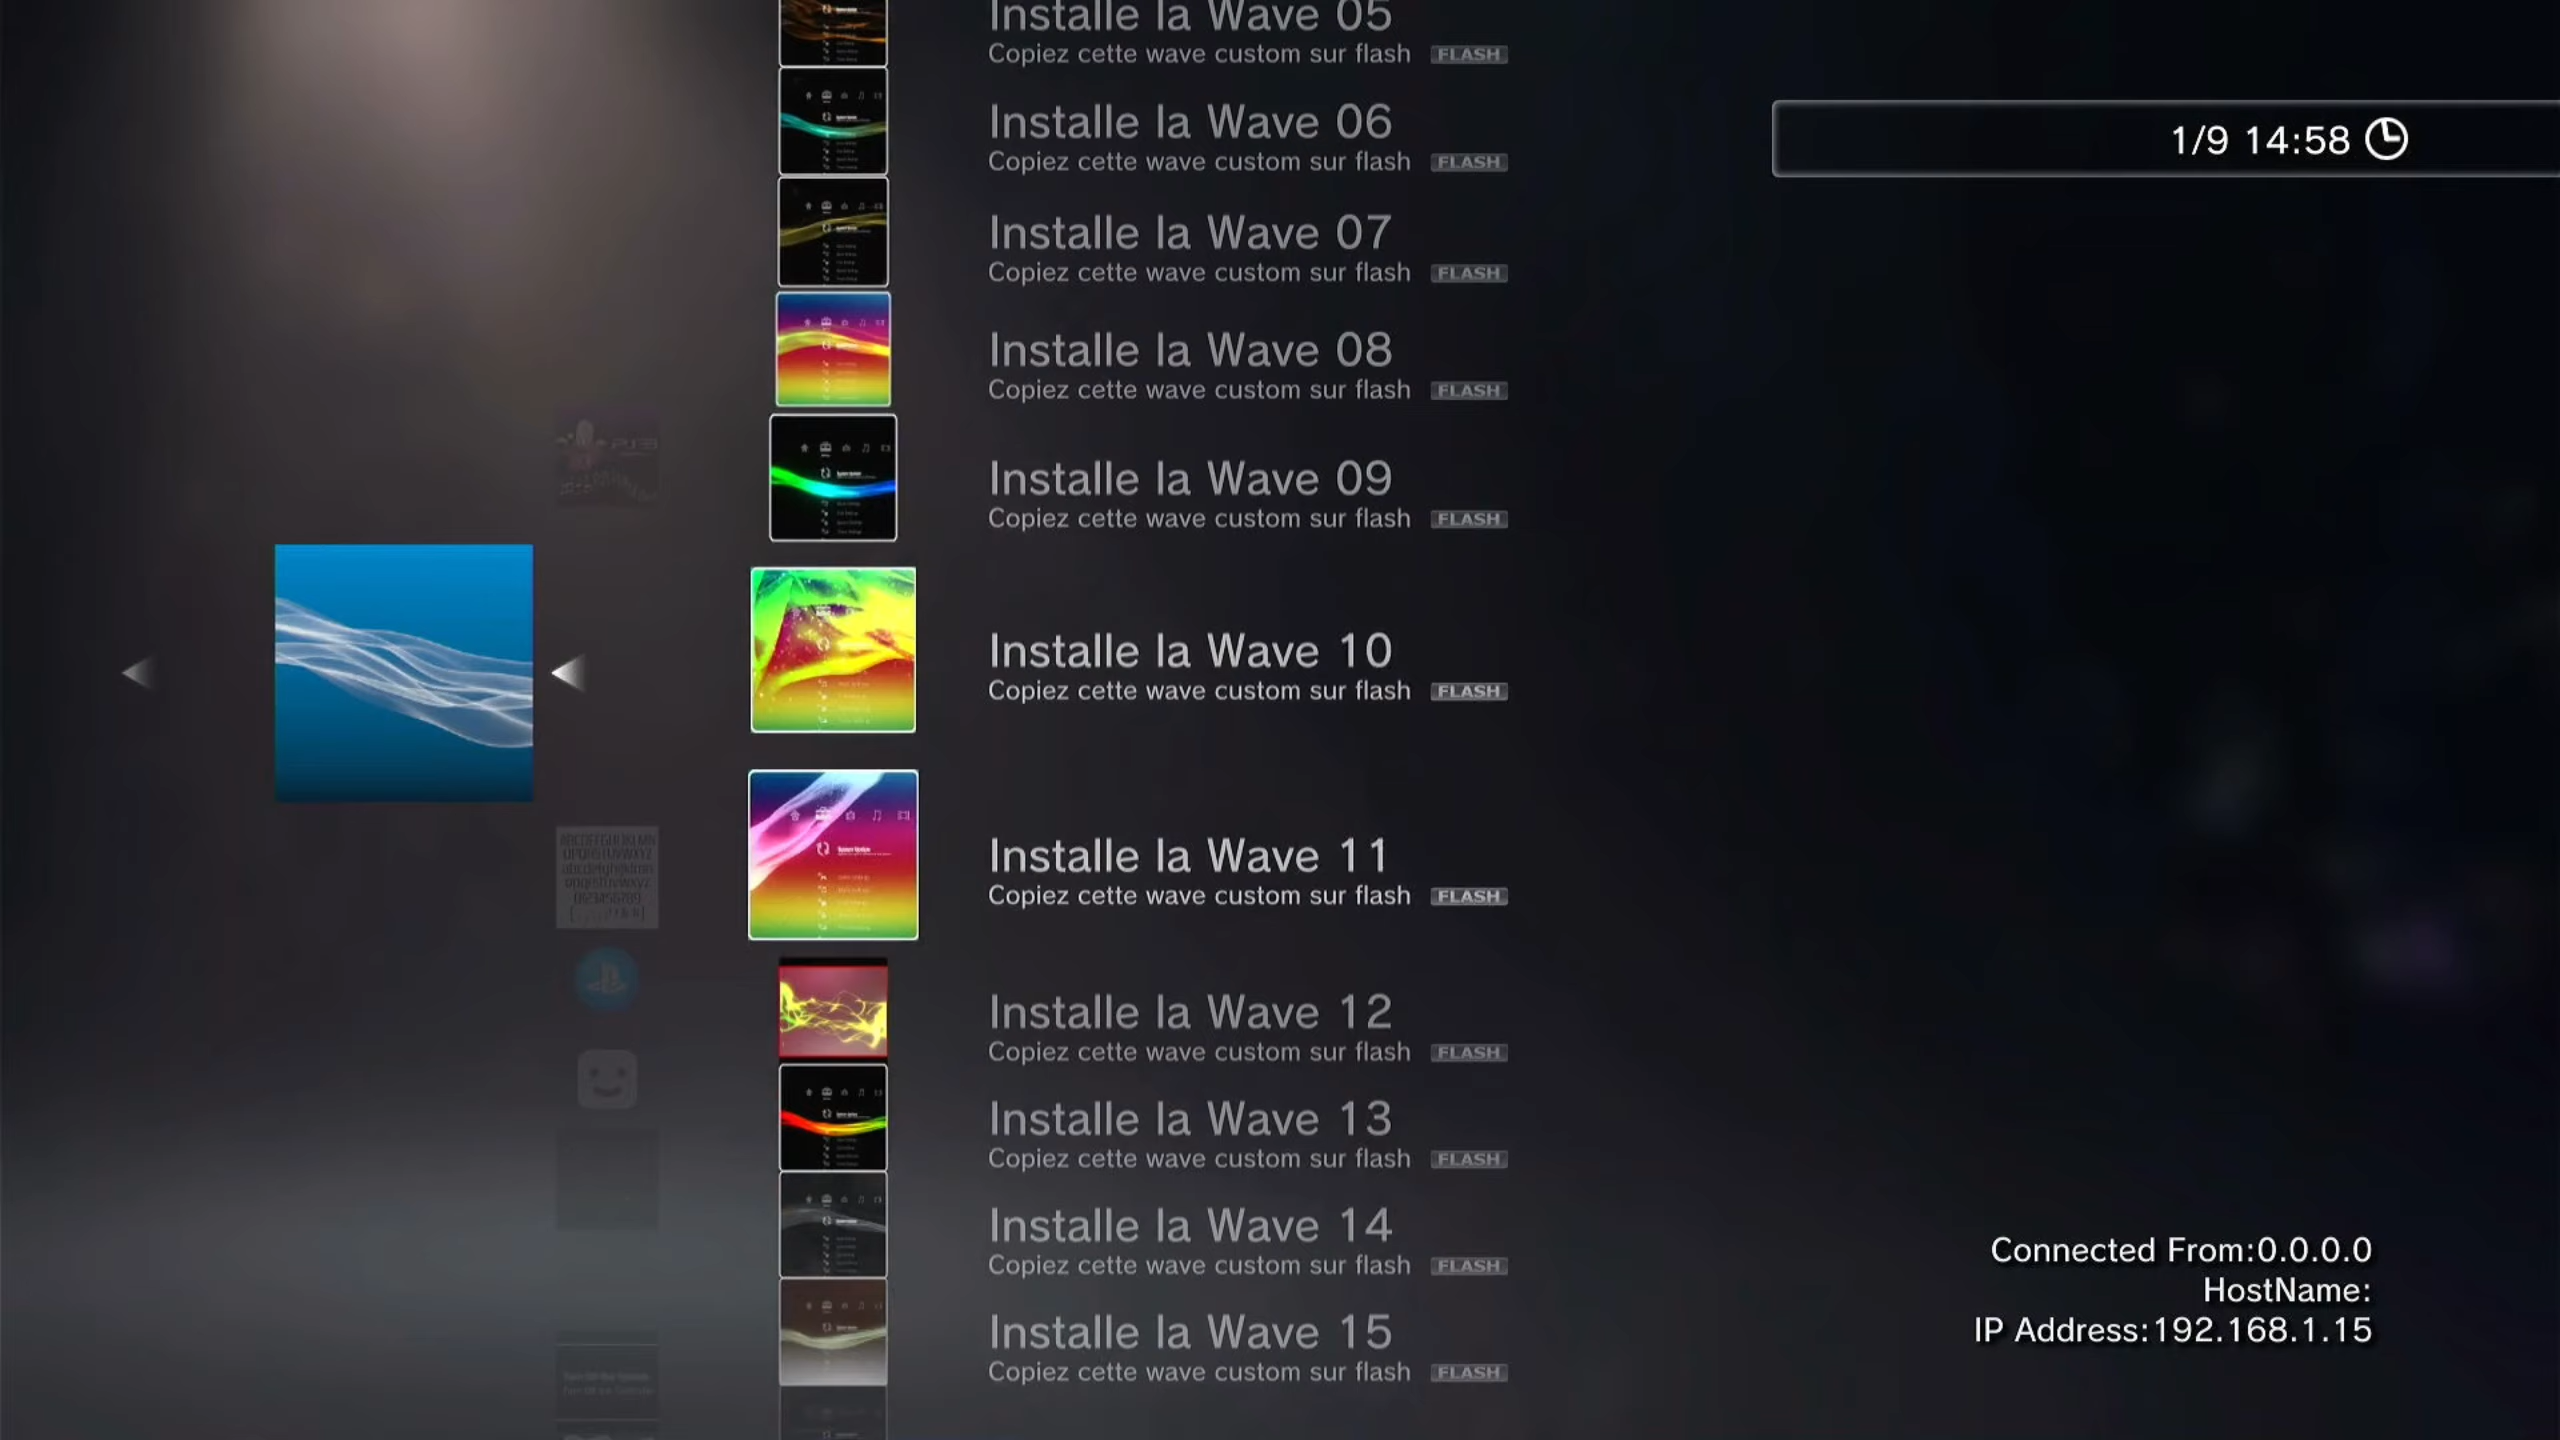 Installe la Wave 05
Copiez cette wave custom sur flash FLASH
Installe la Wave 06
Copiez cette wave custom sur flash FLASH
1/9 14:58
Installe la Wave 07
Copiez cette wave custom sur flash FLASH
Installe la Wave 08
Copiez cette wave custom sur flash FLASH
PS3
Installe la Wave 09
Copiez cette wave custom sur flash FLASH
Installe la Wave 10
Copiez cette wave custom sur flash FLASH
Installe la Wave 11
Copiez cette wave custom sur flash FLASH
Installe la Wave 12
Copiez cette wave custom sur flash FLASH
Installe la Wave 13
Copiez cette wave custom sur flash FLASH
Installe la Wave 14
Copiez cette wave custom sur flash FLASH
Installe la Wave 15
Copiez cette wave custom sur flash FLASH
Connected From:0.0.0.0
HostName:
IP Address:192.168.1.15